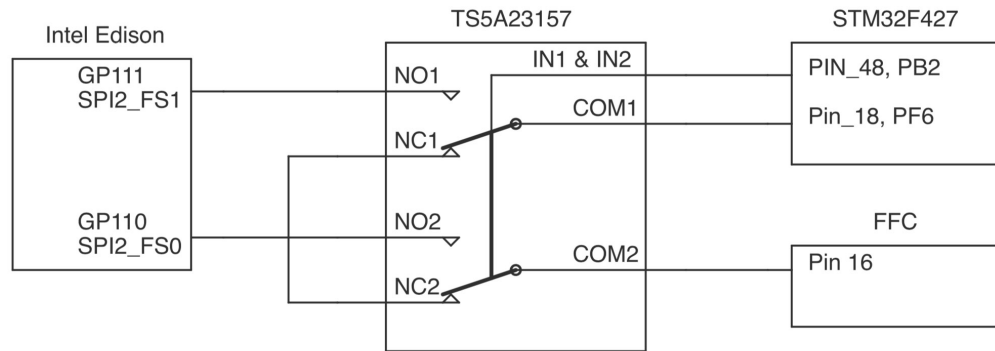 Intel Edison
GP111
SPI2_FS1
GP110
SPI2_FS0
TS5A23157
NO1
NC1
NO2
NC2
IN1 & IN2
COM1
COM2
STM32F427
PIN_48, PB2
Pin_18, PF6
FFC
Pin 16